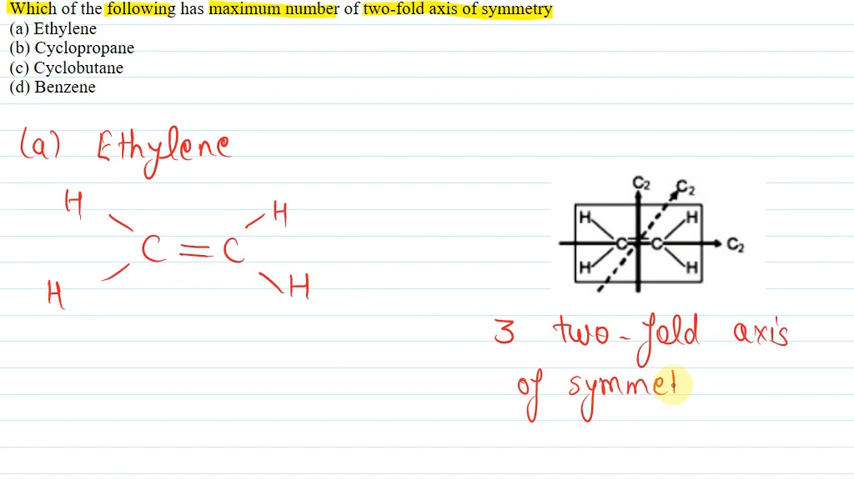 Which of the following has maximum number of two-fold axis of symmetry
(a) Ethylene
(b) Cyclopropane
(c) Cyclobutane
(d) Benzene
(a) Ethylene
H H
C = C
H H
C2 C2
H H
C C C2
H H
3 two-fold axis
of symmet